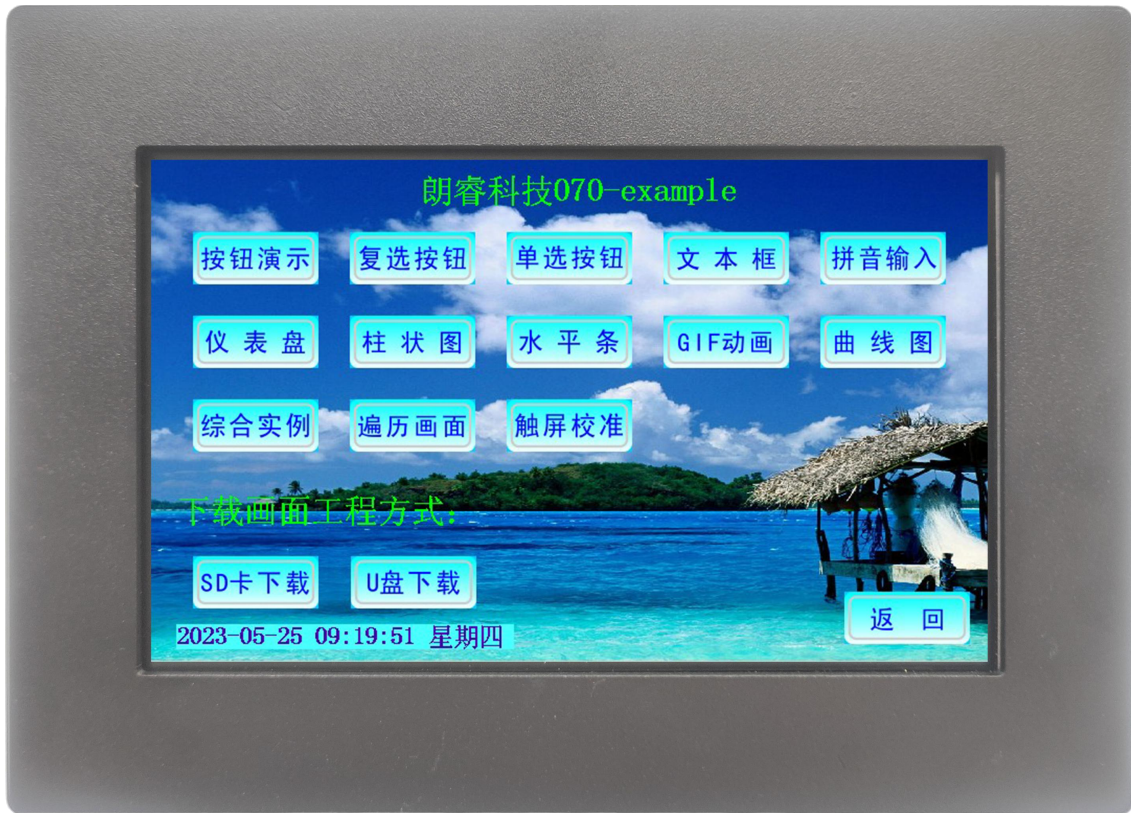 朗睿科技070-example
按钮演示 复选按钮 单选按钮 文本框 拼音输入
仪表盘 柱状图 水平条 GIF动画 曲线图
综合实例 遍历画面 触屏校准
下载画面工程方式：
SD卡下载 U盘下载
返回
2023-05-25 09:19:51 星期四